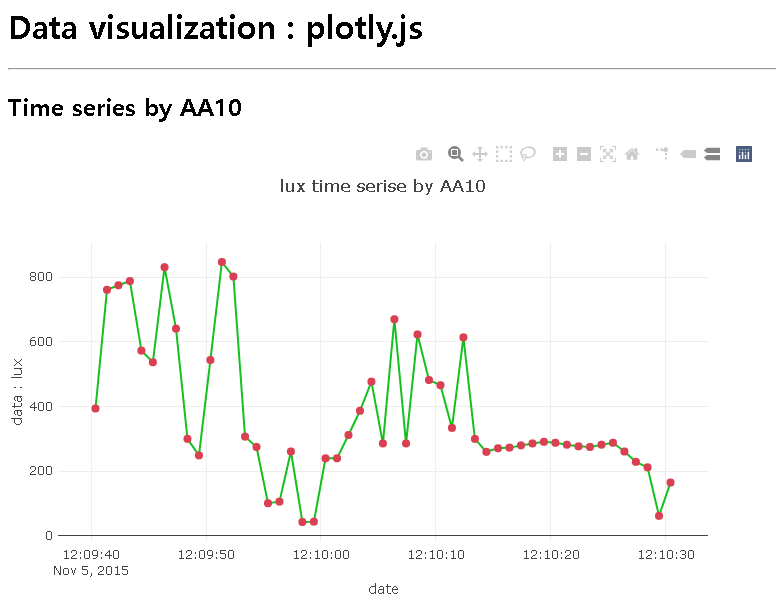 Data visualization : plotly.js
Time series by AA10
lux time serise by AA10
800
600
400
200
0
data : lux
12:09:40 12:09:50 12:10:00 12:10:10 12:10:20 12:10:30
Nov 5, 2015
date